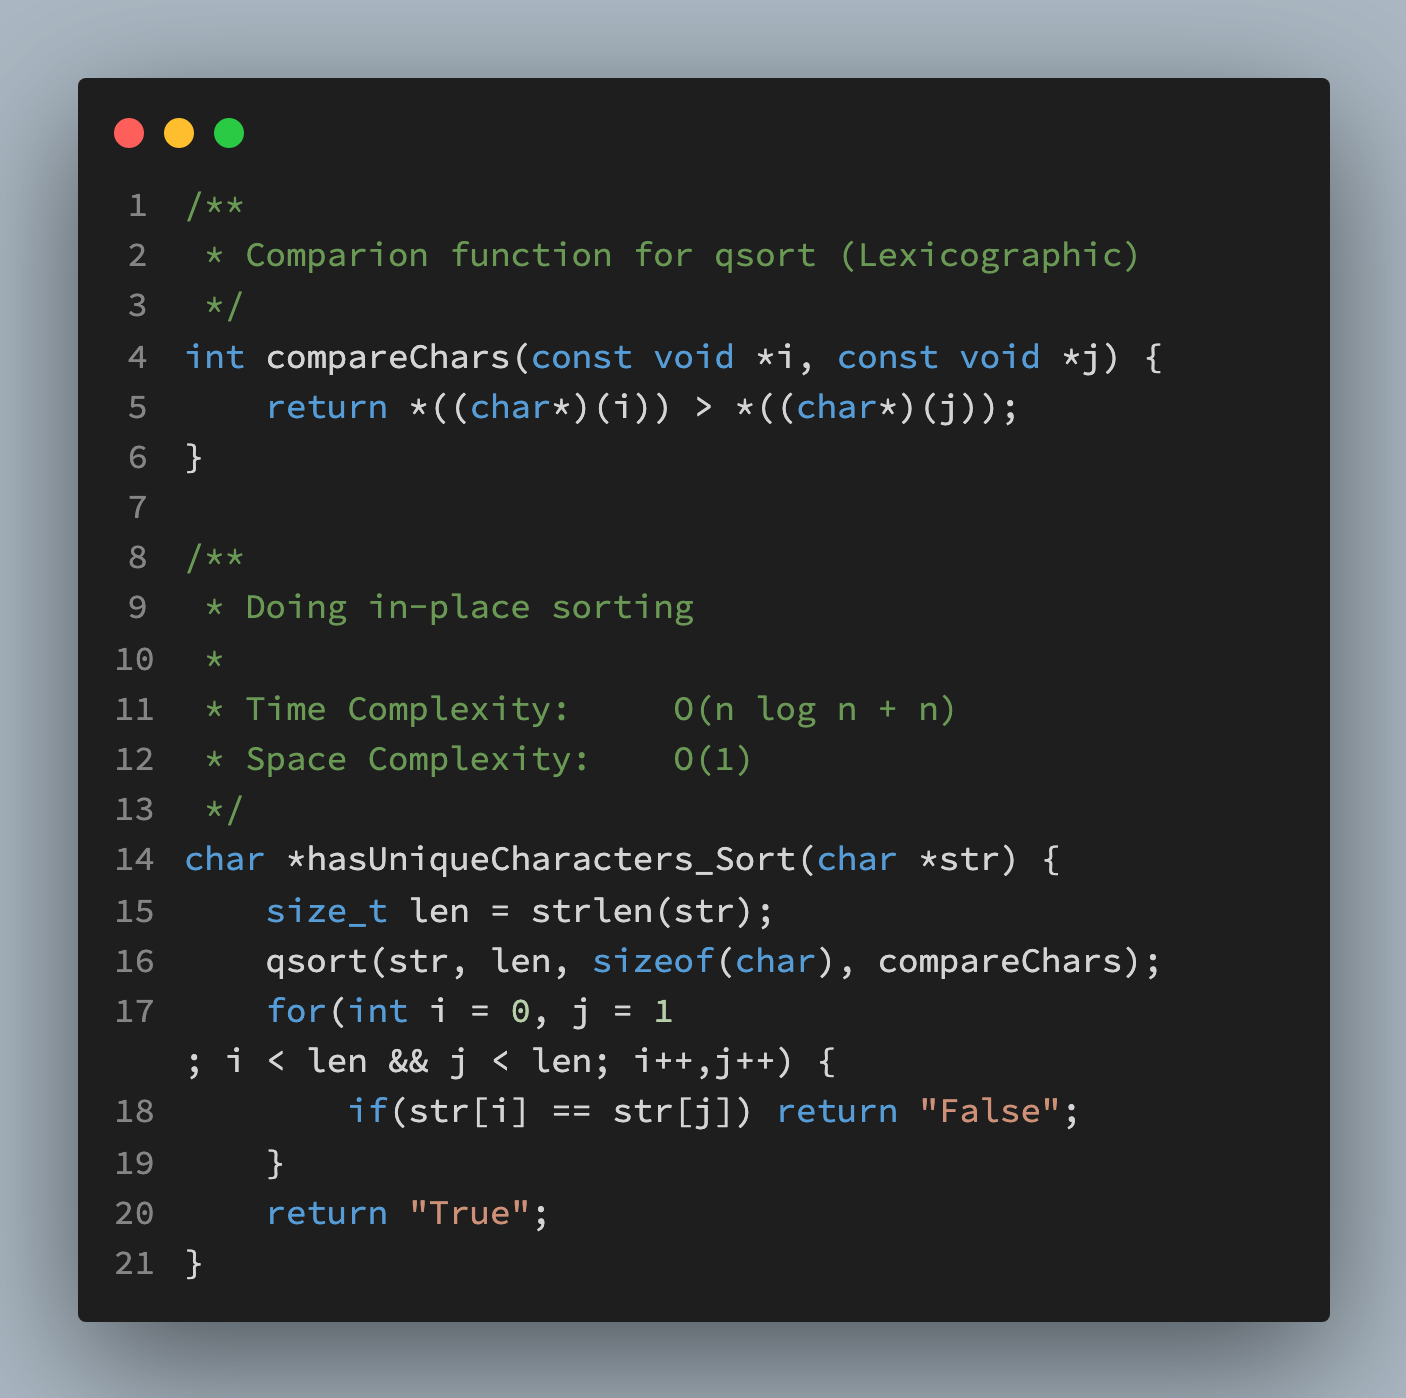 1 /**
2  * Comparion function for qsort (Lexicographic)
3  */
4 int compareChars(const void *i, const void *j) {
5     return *((char*)(i)) > *((char*)(j));
6 }
7
8 /**
9  * Doing in-place sorting
10  *
11  * Time Complexity:     O(n log n + n)
12  * Space Complexity:    O(1)
13  */
14 char *hasUniqueCharacters_Sort(char *str) {
15     size_t len = strlen(str);
16     qsort(str, len, sizeof(char), compareChars);
17     for(int i = 0, j = 1
; i < len && j < len; i++,j++) {
18         if(str[i] == str[j]) return "False";
19     }
20     return "True";
21 }